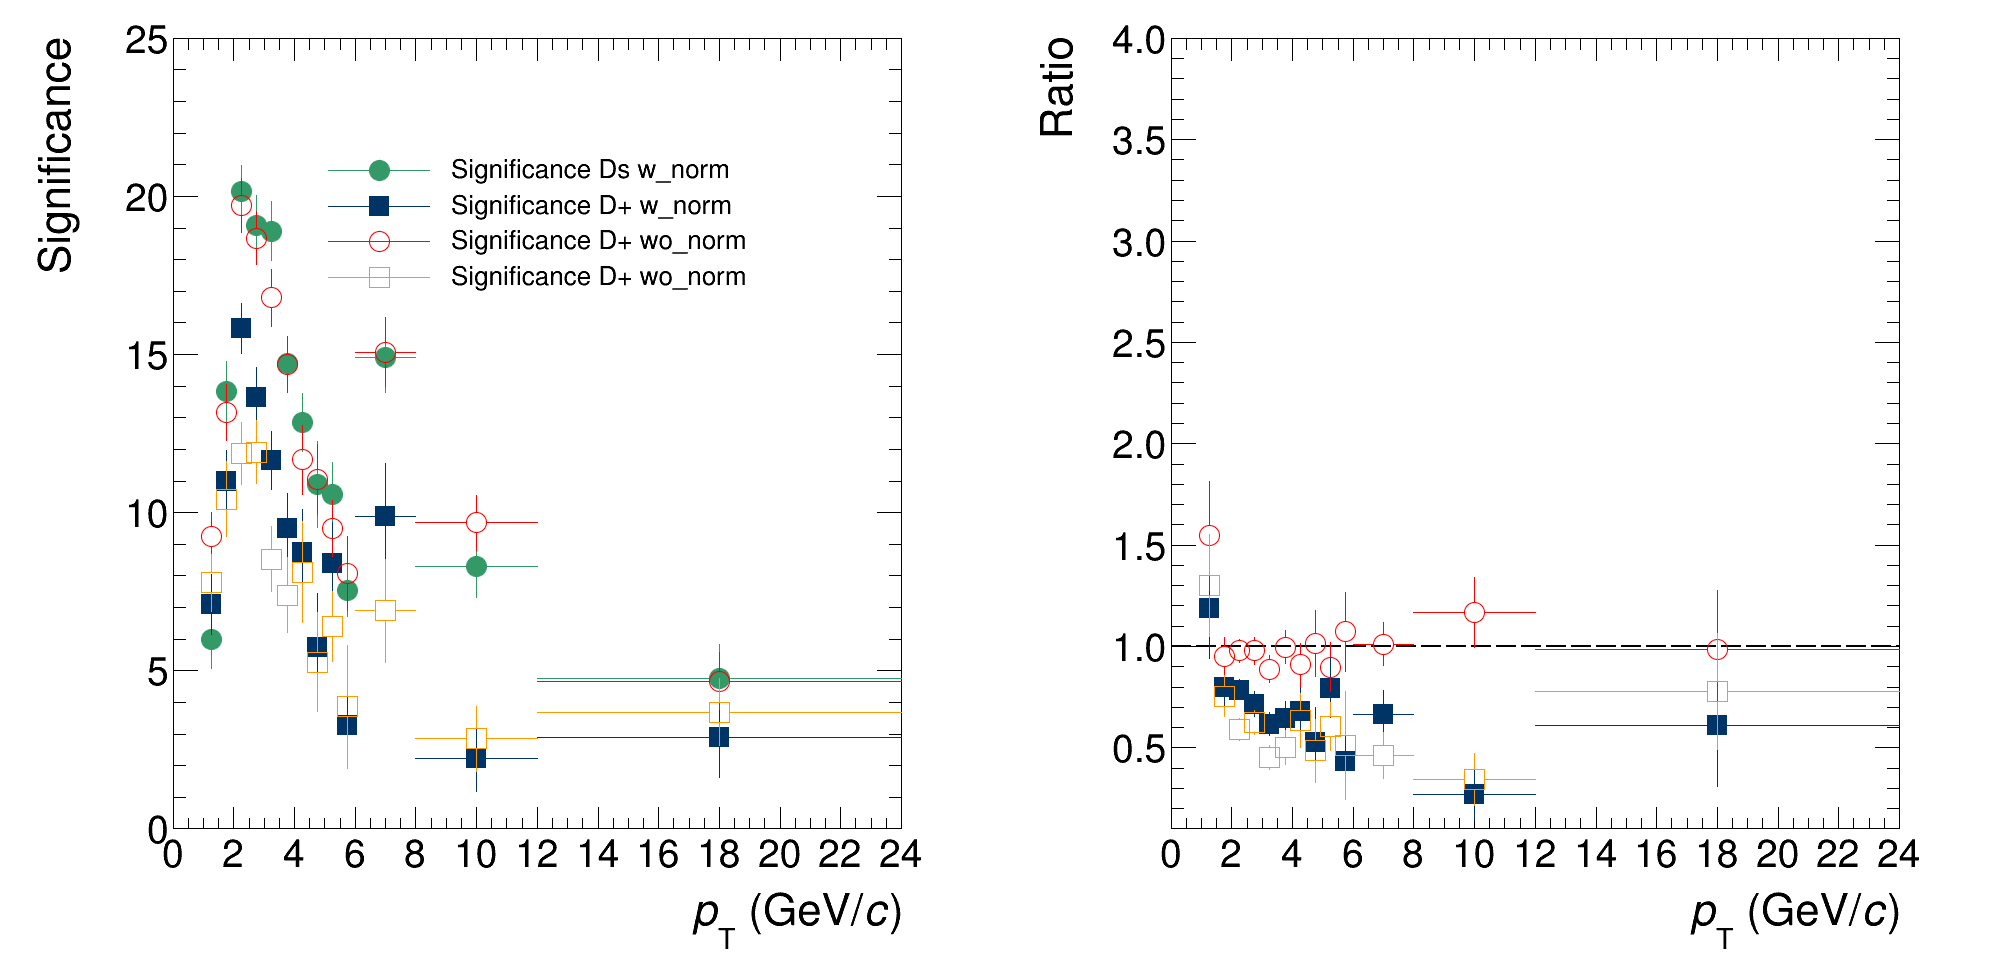 Significance
25
20
15
10
5
0
Significance Ds w_norm
Significance D+ w_norm
Significance D+ wo_norm
Significance D+ wo_norm
0 2 4 6 8 10 12 14 16 18 20 22 24
pT (GeV/c)
Ratio
4.0
3.5
3.0
2.5
2.0
1.5
1.0
0.5
0 2 4 6 8 10 12 14 16 18 20 22 24
pT (GeV/c)